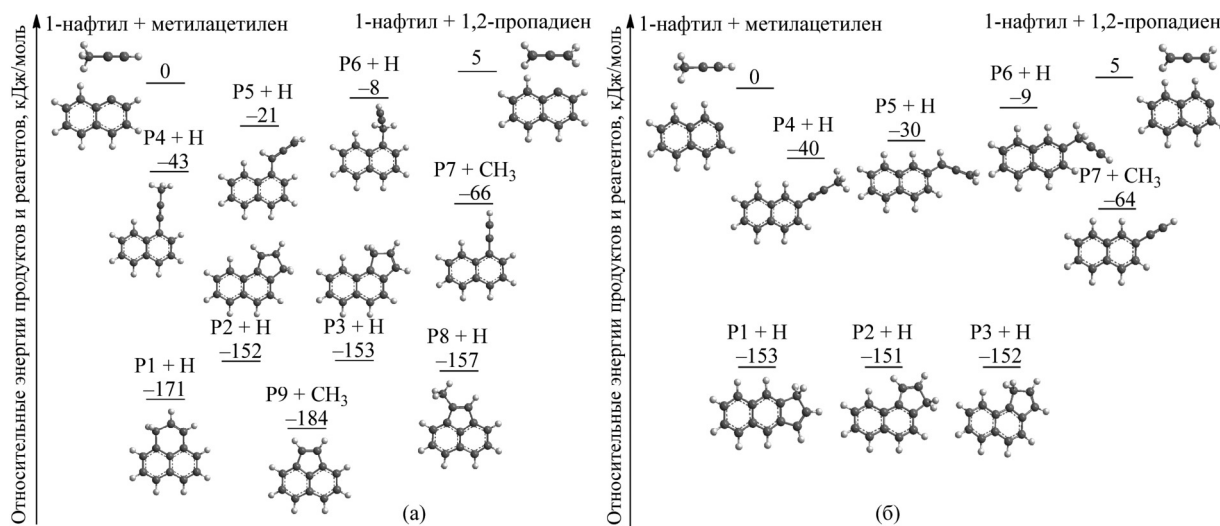 Относительные энергии продуктов и реагентов, кДж/моль
1-нафтил + метилацетилен
1-нафтил + 1,2-пропадиен
0
5
P6 + H
–8
P5 + H
–21
P4 + H
–43
P7 + CH3
–66
P2 + H
–152
P3 + H
–153
P8 + H
–157
P1 + H
–171
P9 + CH3
–184
(а)
Относительные энергии продуктов и реагентов, кДж/моль
1-нафтил + метилацетилен
1-нафтил + 1,2-пропадиен
0
5
P6 + H
–9
P5 + H
–30
P4 + H
–40
P7 + CH3
–64
P1 + H
–153
P2 + H
–151
P3 + H
–152
(б)